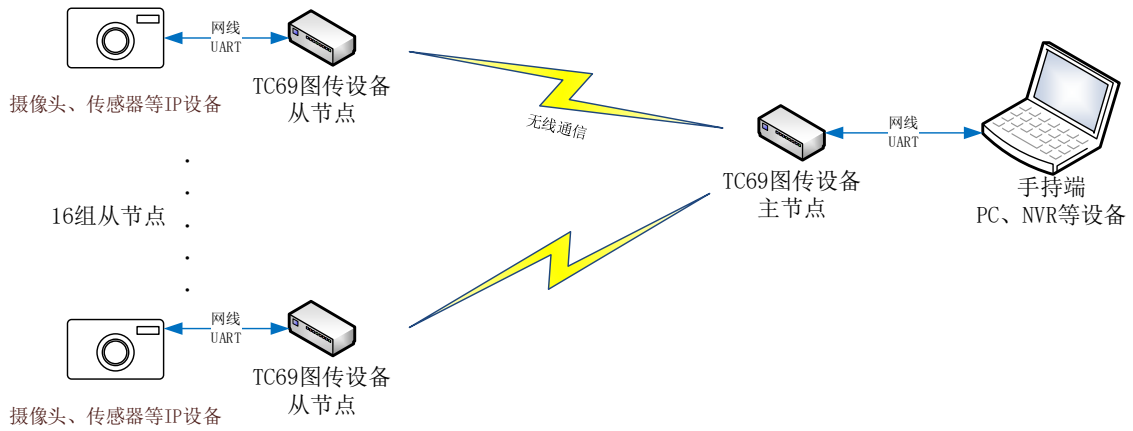 网线
UART
TC69图传设备
从节点
摄像头、传感器等IP设备
无线通信
网线
UART
TC69图传设备
主节点
手持端
PC、NVR等设备
16组从节点
网线
UART
TC69图传设备
从节点
摄像头、传感器等IP设备